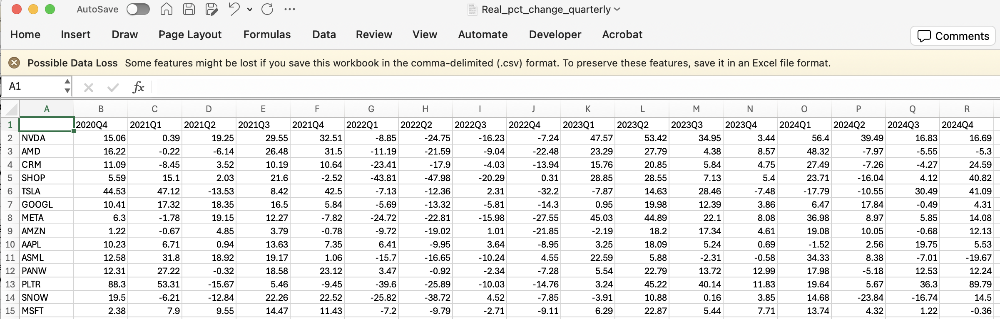 AutoSave Real_pct_change_quarterly
Home Insert Draw Page Layout Formulas Data Review View Automate Developer Acrobat Comments
Possible Data Loss Some features might be lost if you save this workbook in the comma-delimited (.csv) format. To preserve these features, save it in an Excel file format.
A1 fx
A B C D E F G H I J K L M N O P Q R
1 2020Q4 2021Q1 2021Q2 2021Q3 2021Q4 2022Q1 2022Q2 2022Q3 2022Q4 2023Q1 2023Q2 2023Q3 2023Q4 2024Q1 2024Q2 2024Q3 2024Q4
2 NVDA 15.06 0.39 19.25 29.55 32.51 -8.85 -24.75 -16.23 -7.24 47.57 53.42 34.95 3.44 56.4 39.49 16.83 16.69
3 AMD 16.22 -0.22 -6.14 26.48 31.5 -11.19 -21.59 -9.04 -22.48 23.29 27.79 4.38 8.57 48.32 -7.97 -5.55 -5.3
4 CRM 11.09 -8.45 3.52 10.19 10.64 -23.41 -17.9 -4.03 -13.94 15.76 20.85 5.84 4.75 27.49 -7.26 -4.27 24.59
5 SHOP 5.59 15.1 2.03 21.6 -2.52 -43.81 -47.98 -20.29 0.31 28.85 28.55 7.13 5.4 23.71 -16.04 4.12 40.82
6 TSLA 44.53 47.12 -13.53 8.42 42.5 -7.13 -12.36 2.31 -32.2 -7.87 14.63 28.46 -7.48 -17.79 -10.55 30.49 41.09
7 GOOGL 10.41 17.32 18.35 16.5 5.84 -5.69 -13.32 -5.81 -14.3 0.95 19.98 12.39 3.86 6.47 17.84 -0.49 4.31
8 META 6.3 -1.78 19.15 12.27 -7.82 -24.72 -22.81 -15.98 -27.55 45.03 44.89 22.1 8.08 36.98 8.97 5.85 14.08
9 AMZN 1.22 -0.67 4.85 3.79 -0.78 -9.72 -19.02 1.01 -21.85 -2.19 18.2 17.34 4.61 19.08 10.05 -0.68 12.13
10 AAPL 10.23 6.71 0.94 13.63 7.35 6.41 -9.95 3.64 -8.95 3.25 18.09 5.24 0.69 -1.52 2.56 19.75 5.53
11 ASML 12.58 31.8 18.92 19.17 1.06 -15.7 -16.65 -10.24 4.55 22.59 5.88 -2.31 -0.58 34.33 8.38 -7.01 -19.67
12 PANW 12.31 27.22 -0.32 18.58 23.12 3.47 -0.92 -2.34 -7.28 5.54 22.79 13.72 12.99 17.98 -5.18 12.53 12.24
13 PLTR 88.3 53.31 -15.67 5.46 -9.45 -39.6 -25.89 -10.03 -14.76 3.24 45.22 40.14 11.83 19.64 5.67 36.3 89.79
14 SNOW 19.5 -6.21 -12.84 22.26 22.52 -25.82 -38.72 4.52 -7.85 -3.91 10.88 0.16 3.85 14.68 -23.84 -16.74 14.5
15 MSFT 2.38 7.9 9.55 14.47 11.43 -7.2 -9.79 -2.71 -9.11 6.29 22.87 5.44 7.71 13.74 4.32 1.22 -0.36